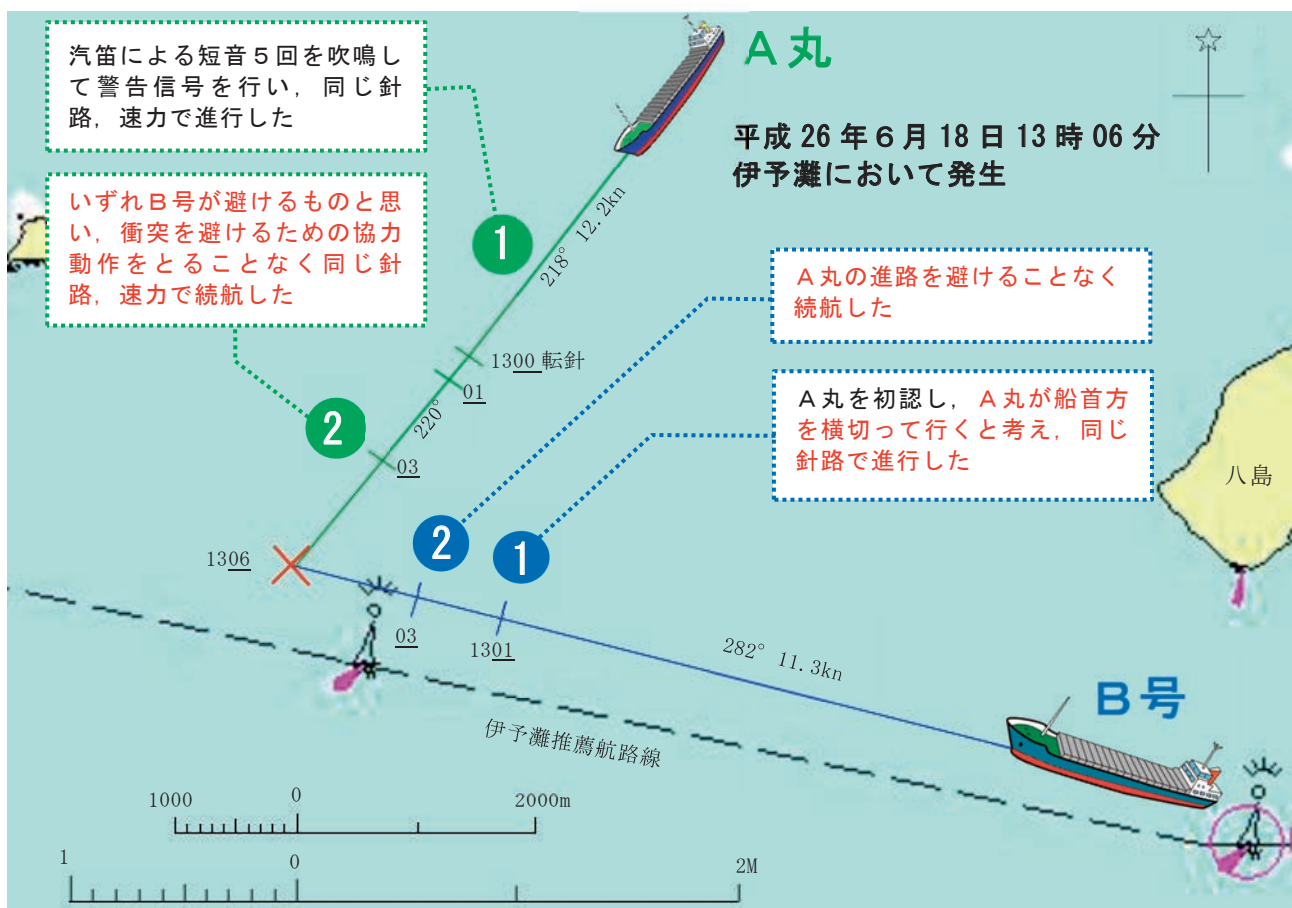 汽笛による短音５回を吹鳴し
て警告信号を行い，同じ針
路，速力で進行した
いずれＢ号が避けるものと思
い，衝突を避けるための協力
動作をとることなく同じ針
路，速力で続航した
Ａ丸
平成 26 年６月 18 日 13 時 06 分
伊予灘において発生
1
218° 12.2kn
Ａ丸の進路を避けることなく
続航した
Ａ丸を初認し，Ａ丸が船首方
を横切って行くと考え，同じ
針路で進行した
1300 転針
01
220°
2
03
八島
1306
2
1
03
1301
282° 11.3kn
Ｂ号
伊予灘推薦航路線
1000 0 2000m
1 0 2M